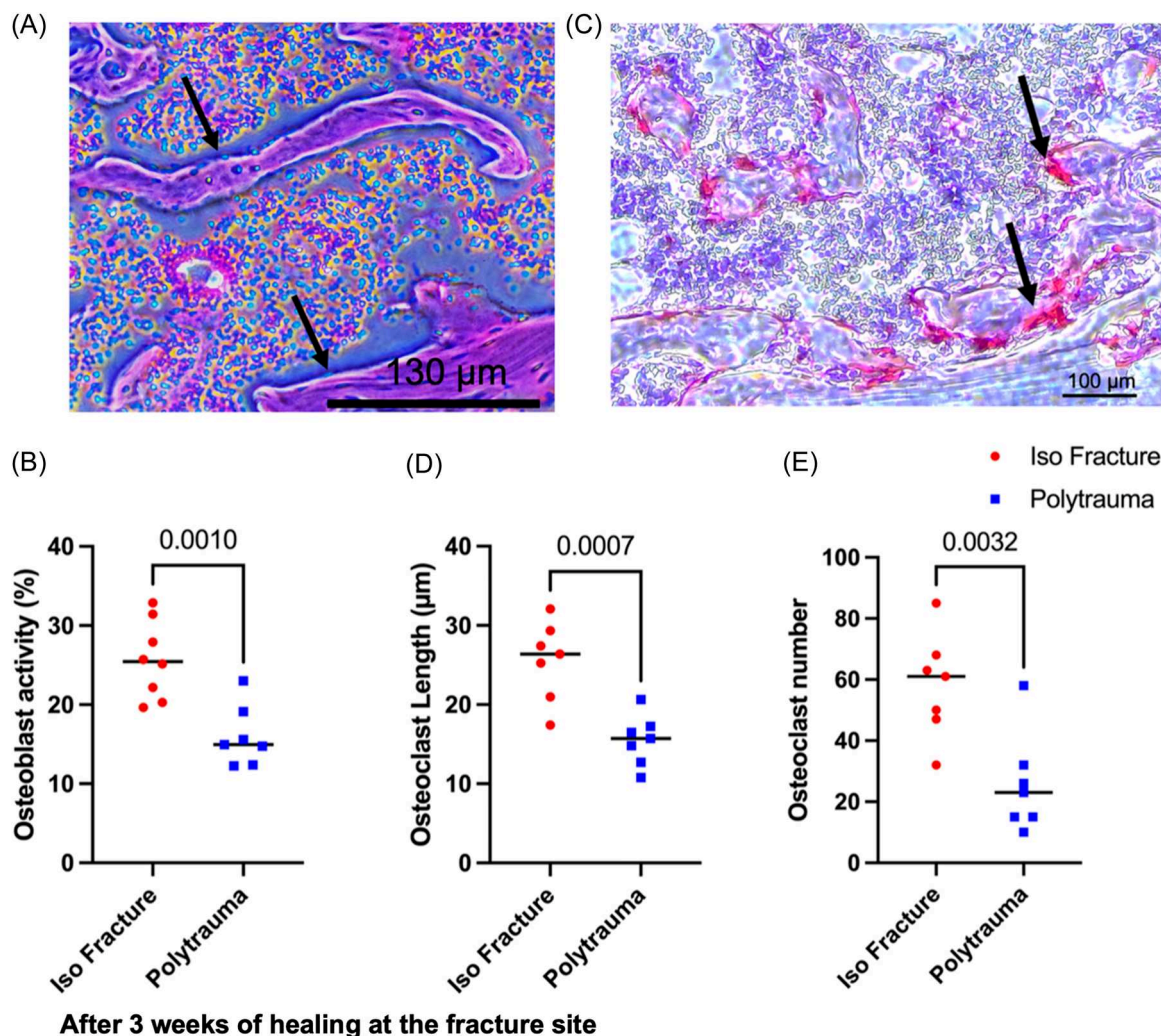 (A)
130 µm
(C)
100 µm
(B)
Osteoblast activity (%)
40
30
20
10
0
0.0010
Iso Fracture
Polytrauma
(D)
Osteoclast Length (µm)
40
30
20
10
0
0.0007
Iso Fracture
Polytrauma
(E)
Iso Fracture
Polytrauma
Osteoclast number
100
80
60
40
20
0
0.0032
Iso Fracture
Polytrauma
After 3 weeks of healing at the fracture site